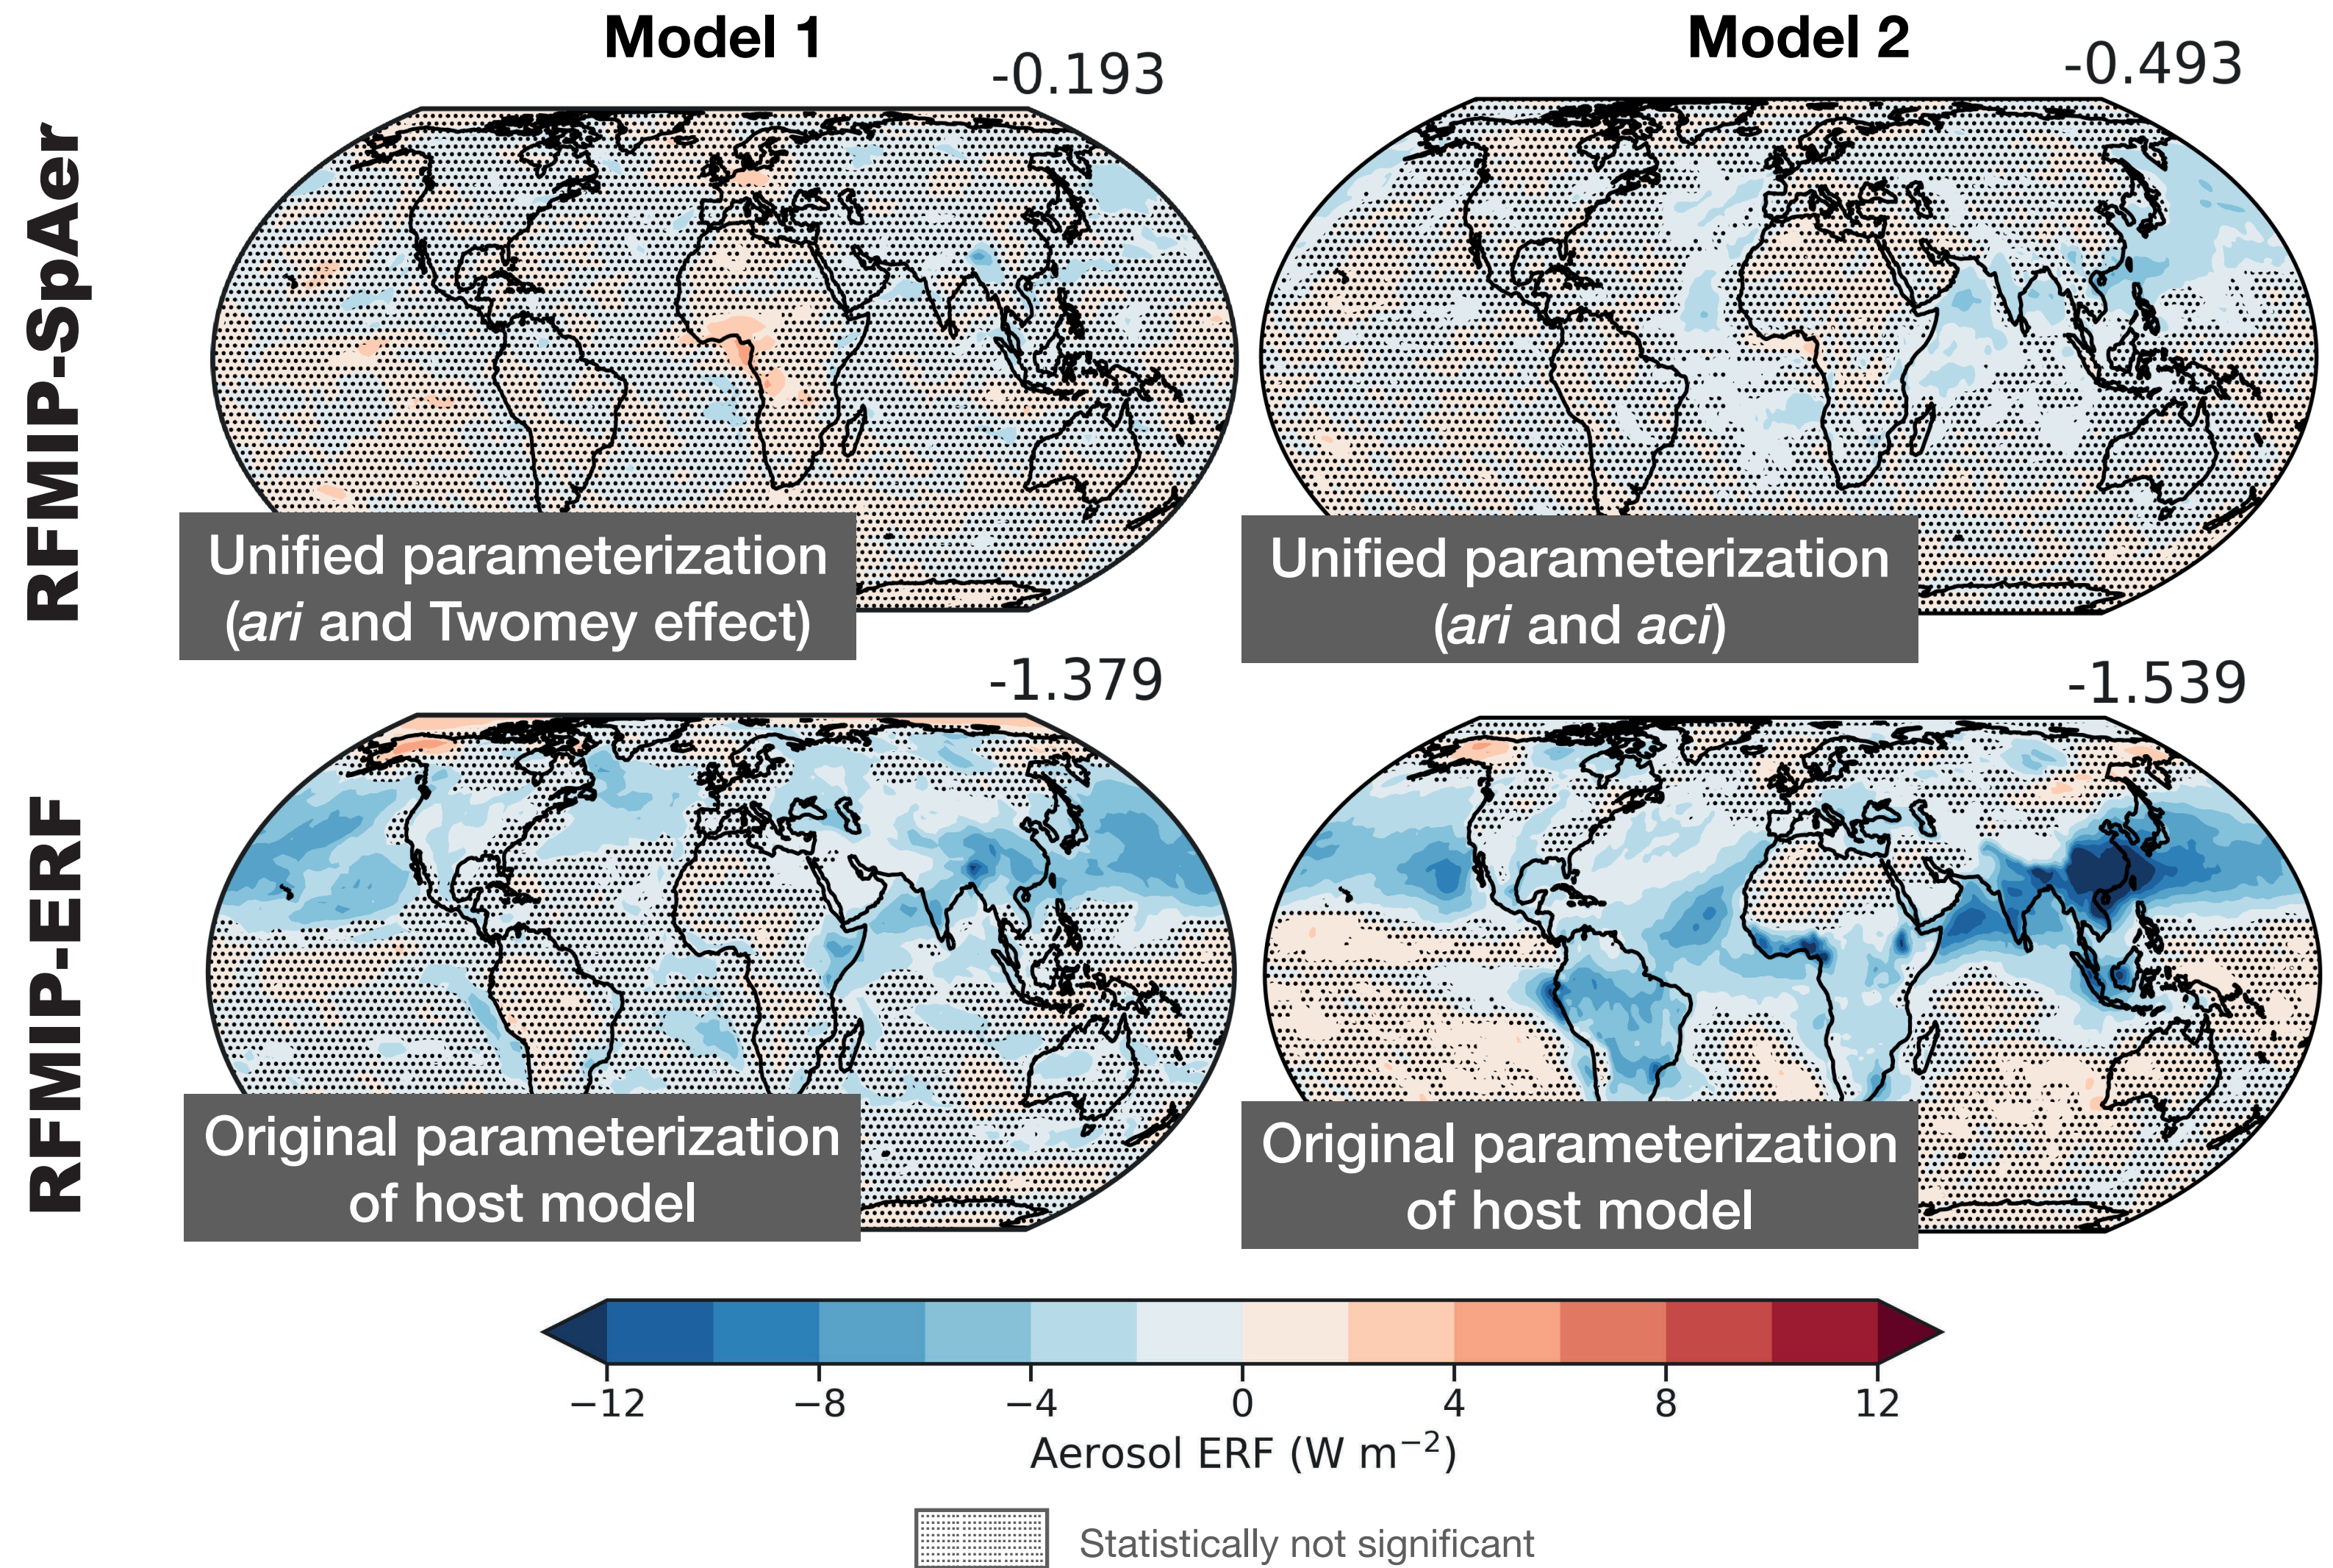 Model 1
Model 2
-0.193
-0.493
RFMIP-SpAer
Unified parameterization
(ari and Twomey effect)
Unified parameterization
(ari and aci)
-1.379
-1.539
RFMIP-ERF
Original parameterization
of host model
Original parameterization
of host model
−12 −8 −4 0 4 8 12
Aerosol ERF (W m⁻²)
Statistically not significant